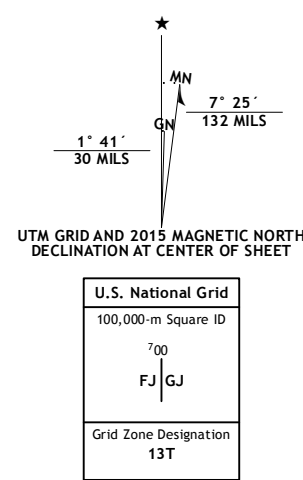 ★
MN
GN
7° 25´
132 MILS
1° 41´
30 MILS
UTM GRID AND 2015 MAGNETIC NORTH
DECLINATION AT CENTER OF SHEET
U.S. National Grid
100,000-m Square ID
⁷00
FJ GJ
Grid Zone Designation
13T